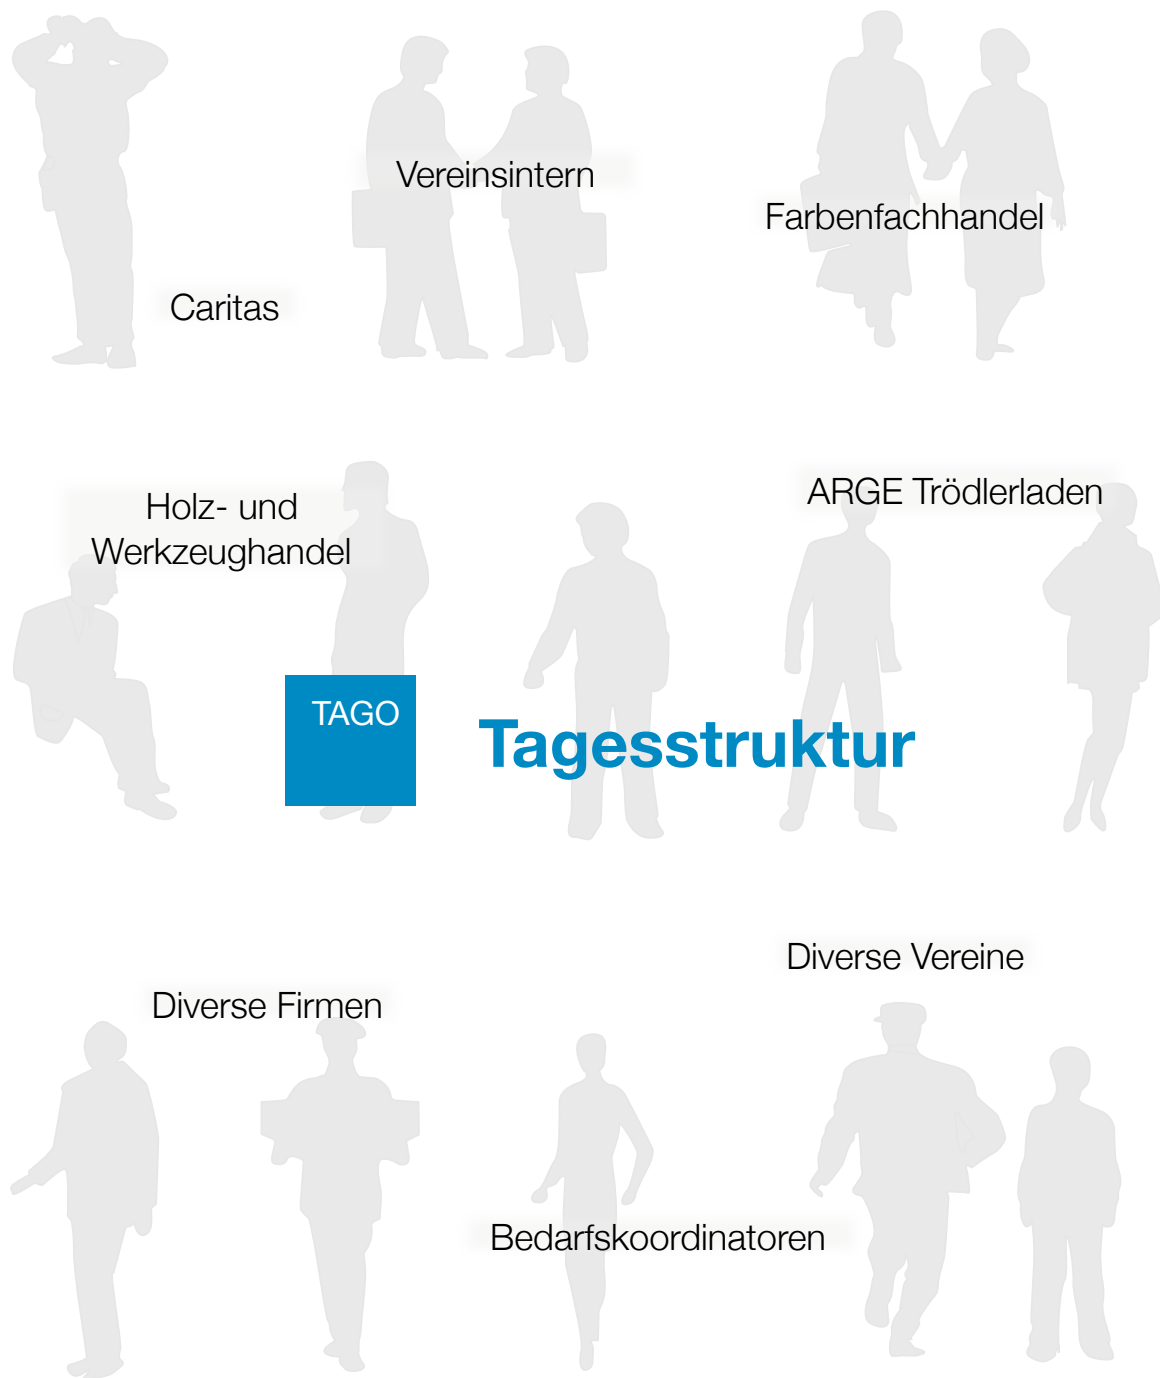 Vereinsintern
Farbenfachhandel
Caritas
Holz- und
Werkzeughandel
ARGE Trödlerladen
TAGO
Tagesstruktur
Diverse Vereine
Diverse Firmen
Bedarfskoordinatoren